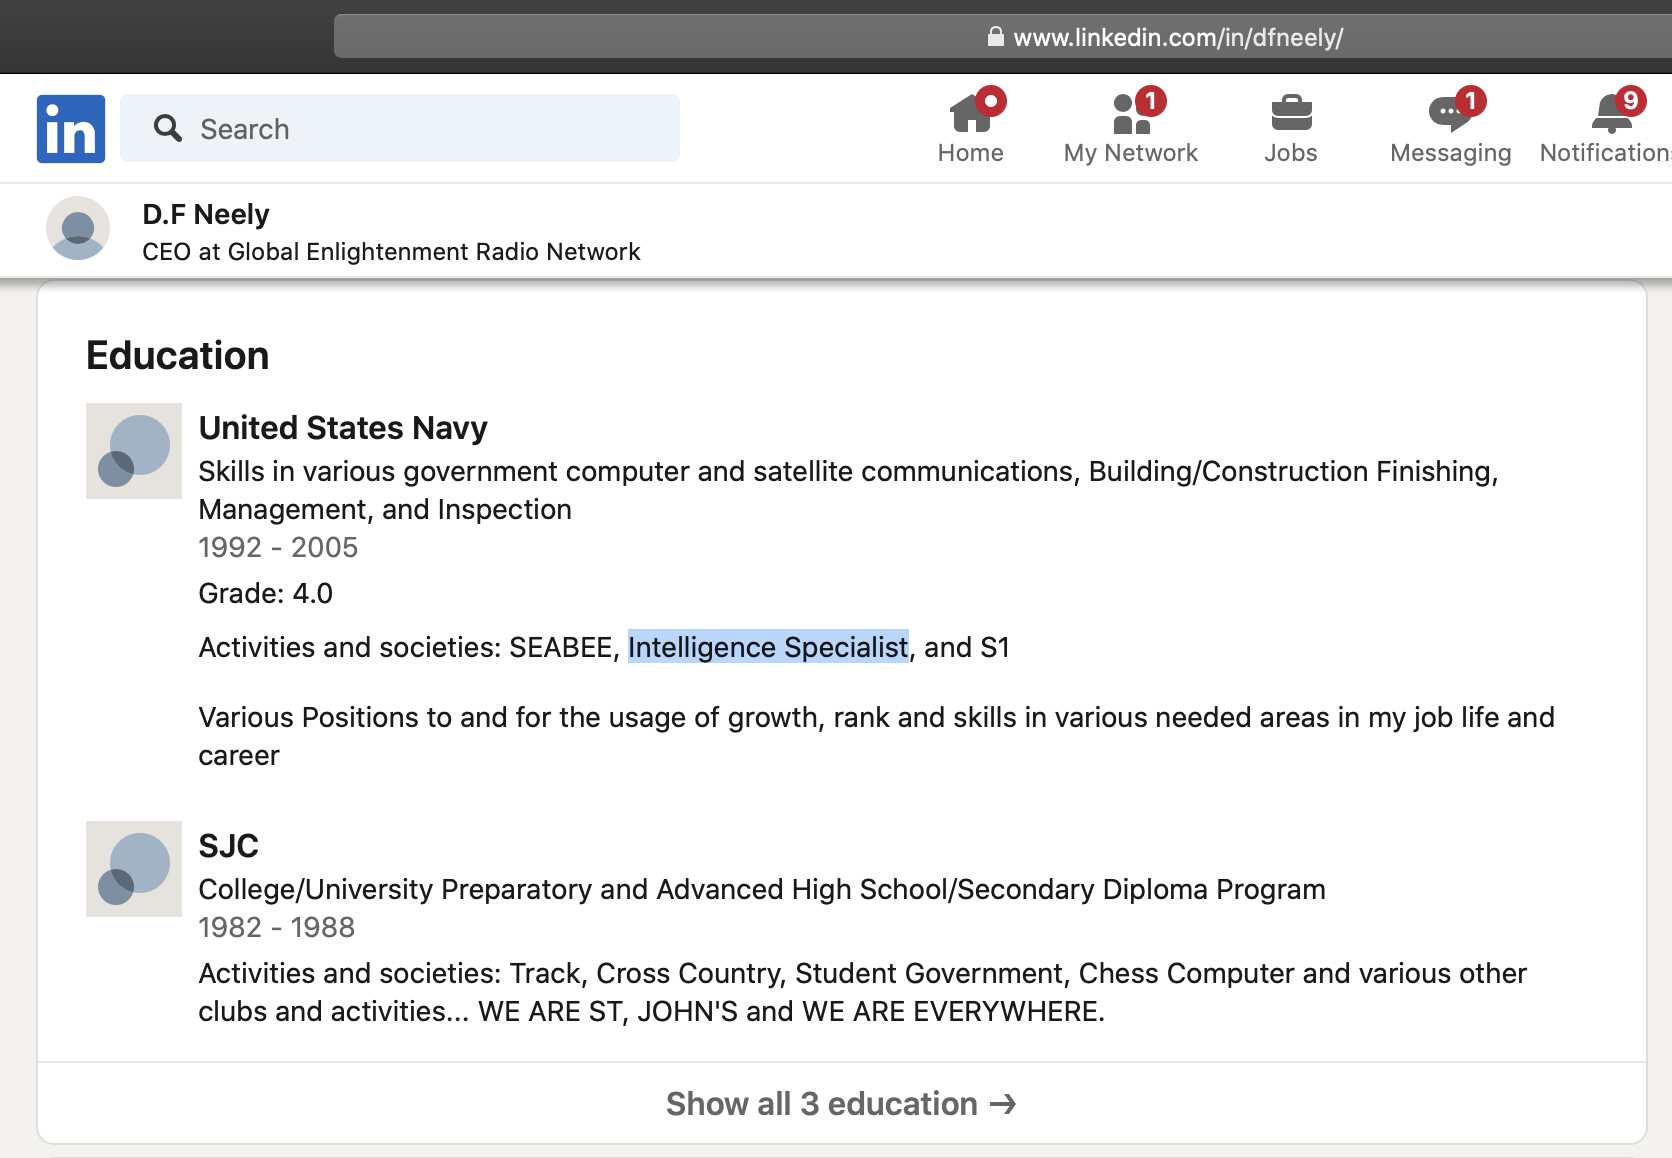 www.linkedin.com/in/dfneely/
in
Search
1
1
9
Home
My Network
Jobs
Messaging
Notification
D.F Neely
CEO at Global Enlightenment Radio Network
Education
United States Navy
Skills in various government computer and satellite communications, Building/Construction Finishing,
Management, and Inspection
1992 - 2005
Grade: 4.0
Activities and societies: SEABEE, Intelligence Specialist, and S1
Various Positions to and for the usage of growth, rank and skills in various needed areas in my job life and
career
SJC
College/University Preparatory and Advanced High School/Secondary Diploma Program
1982 - 1988
Activities and societies: Track, Cross Country, Student Government, Chess Computer and various other
clubs and activities... WE ARE ST, JOHN'S and WE ARE EVERYWHERE.
Show all 3 education →